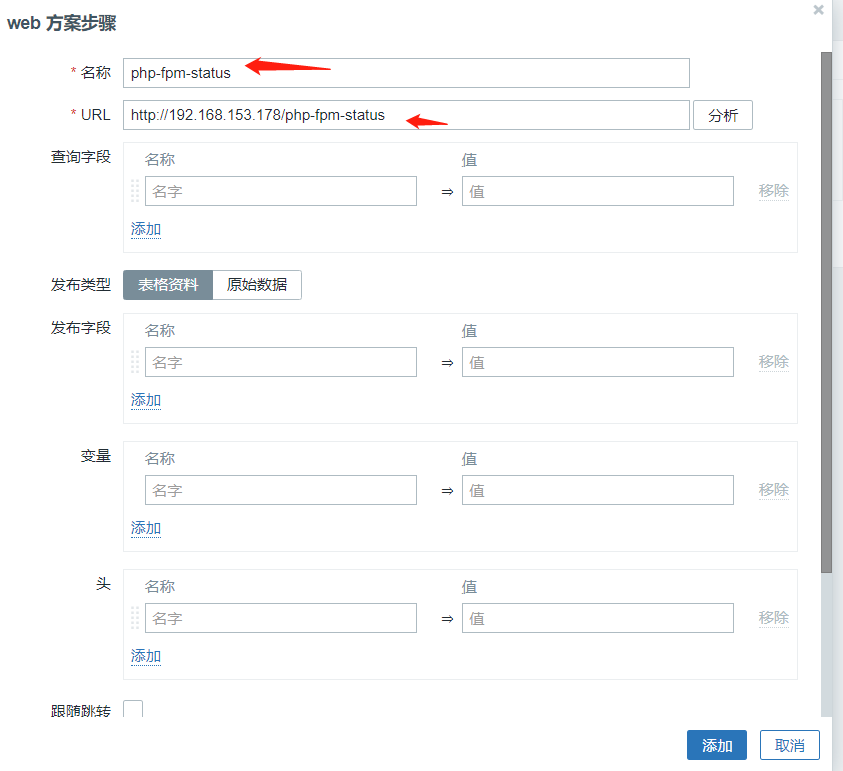 web 方案步骤
* 名称 php-fpm-status
* URL http://192.168.153.178/php-fpm-status 分析
查询字段 名称 值
名字 ⇒ 值 移除
添加
发布类型 表格资料 原始数据
发布字段 名称 值
名字 ⇒ 值 移除
添加
变量 名称 值
名字 ⇒ 值 移除
添加
头 名称 值
名字 ⇒ 值 移除
添加
跟随跳转
添加 取消